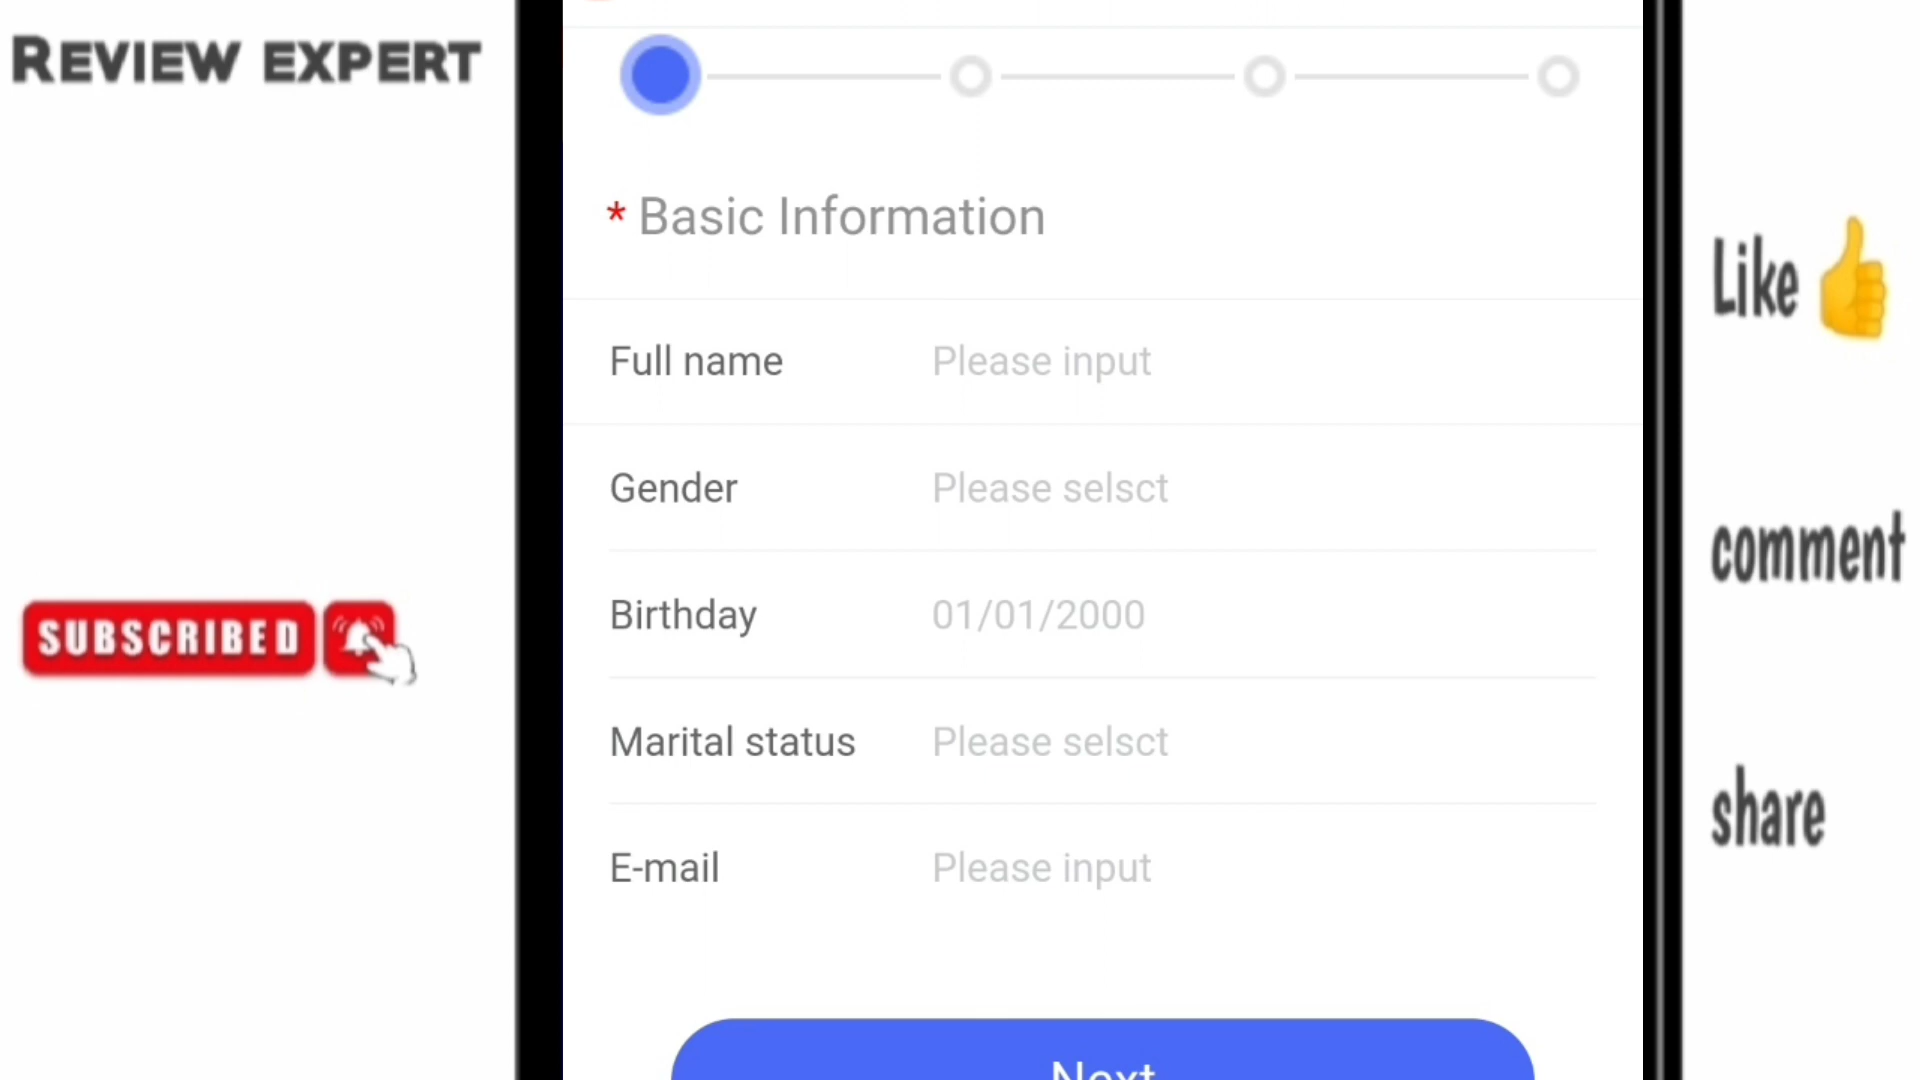 REVIEW EXPERT
* Basic Information
Full name Please input
Gender Please selsct
Birthday 01/01/2000
Marital status Please selsct
E-mail Please input
Next
SUBSCRIBED
Like 👍
comment
share